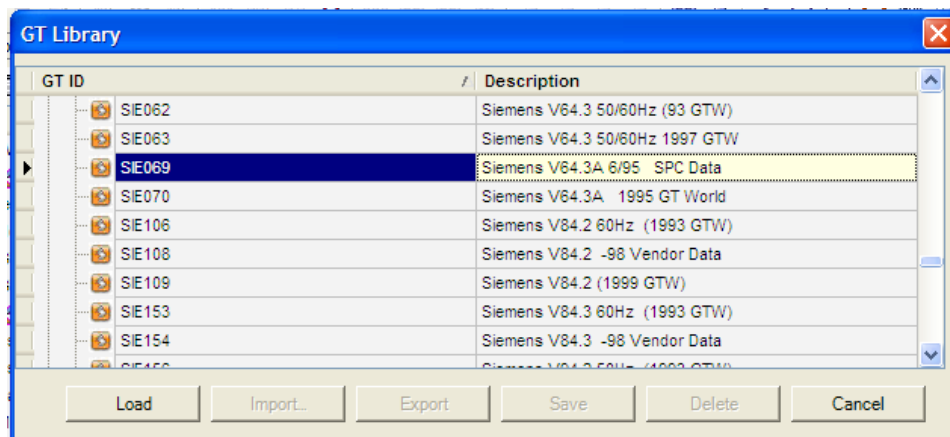 GT Library
GT ID / Description
SIE062 Siemens V64.3 50/60Hz (93 GTW)
SIE063 Siemens V64.3 50/60Hz 1997 GTW
SIE069 Siemens V64.3A 6/95 SPC Data
SIE070 Siemens V64.3A 1995 GT World
SIE106 Siemens V84.2 60Hz (1993 GTW)
SIE108 Siemens V84.2 -98 Vendor Data
SIE109 Siemens V84.2 (1999 GTW)
SIE153 Siemens V84.3 60Hz (1993 GTW)
SIE154 Siemens V84.3 -98 Vendor Data
Load Import... Export Save Delete Cancel